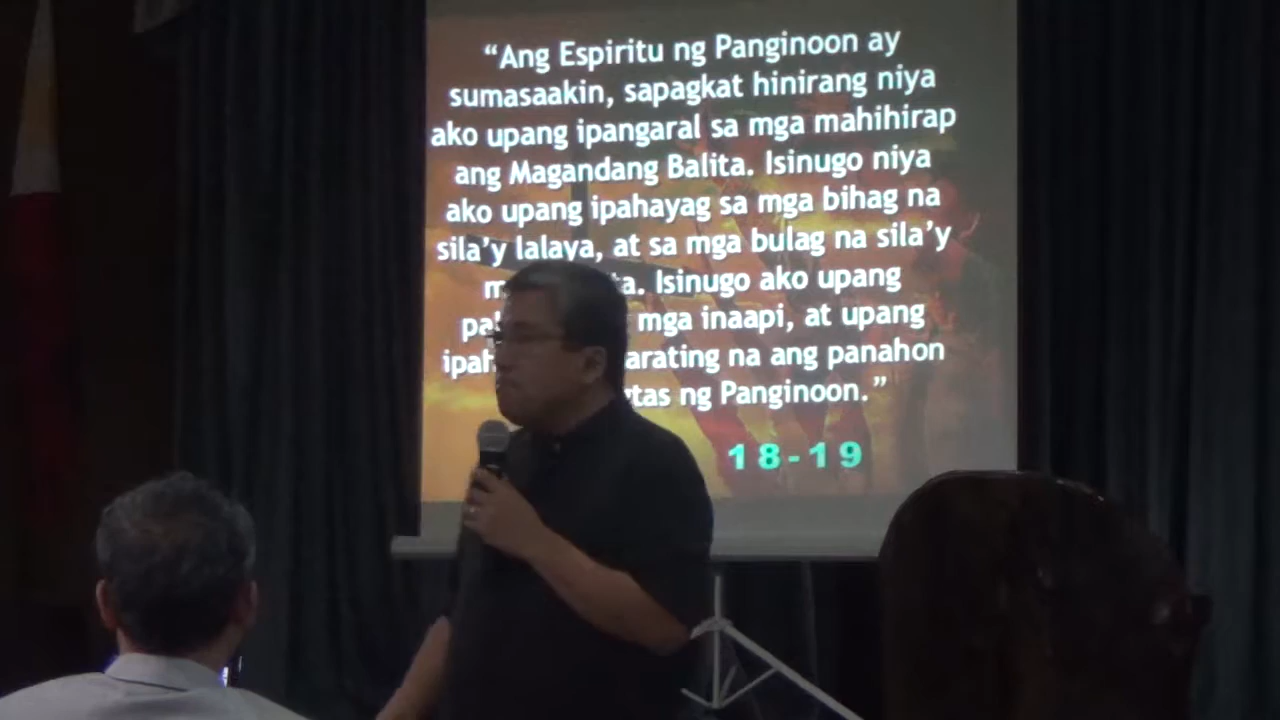 “Ang Espiritu ng Panginoon ay
sumasaakin, sapagkat hinirang niya
ako upang ipangaral sa mga mahihirap
ang Magandang Balita. Isinugo niya
ako upang ipahayag sa mga bihag na
sila’y lalaya, at sa mga bulag na sila’y
Isinugo ako upang
mga inaapi, at upang
na ang panahon
ng Panginoon.”
18-19